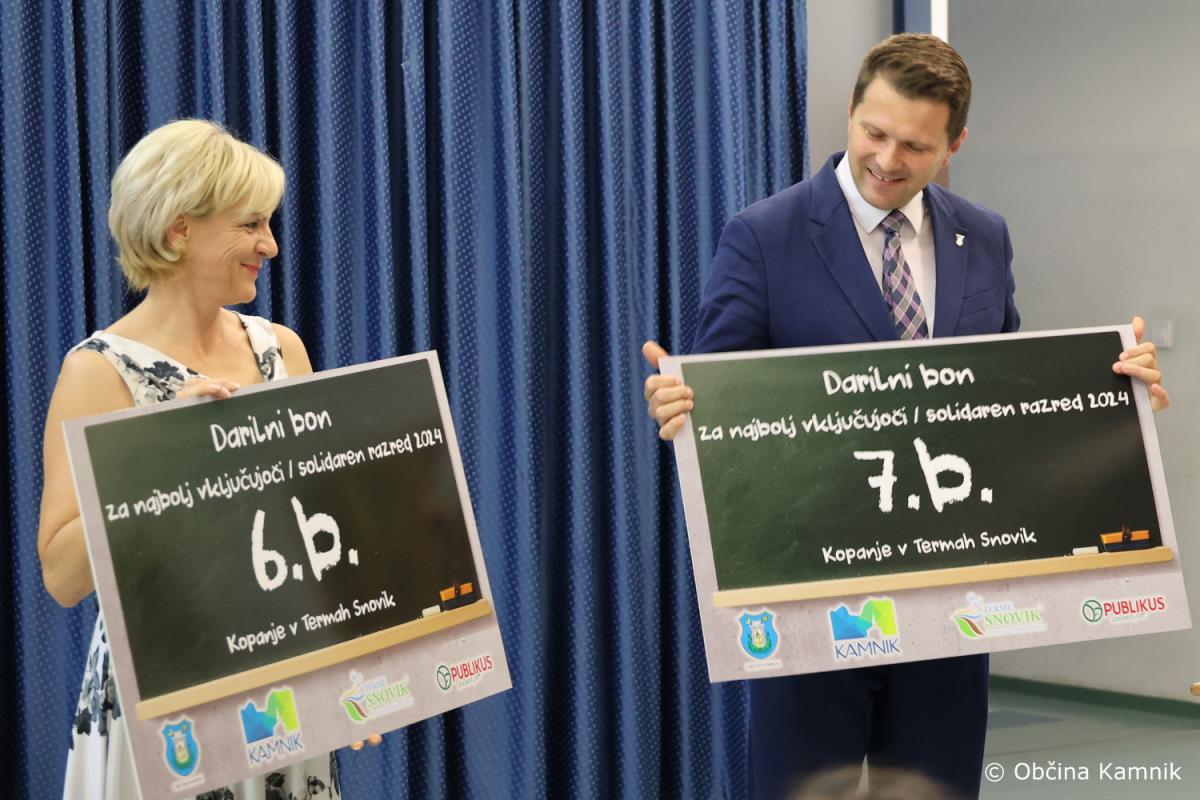 Darilni bon
za najbolj vključujoči / solidaren razred 2024
6.b.
Kopanje v Termah Snovik
KAMNIK
TERME
SNOVIK
PUBLIKUS
Darilni bon
za najbolj vključujoči / solidaren razred 2024
7.b.
Kopanje v Termah Snovik
KAMNIK
TERME
SNOVIK
PUBLIKUS
© Občina Kamnik